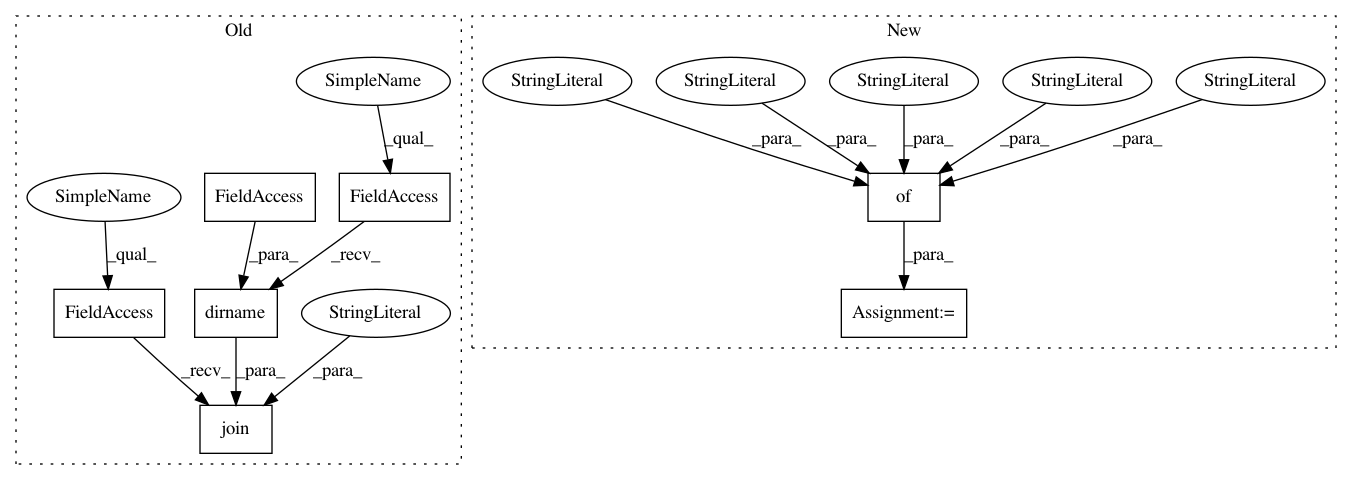 Old
New
SimpleName
StringLiteral
StringLiteral
StringLiteral
StringLiteral
StringLiteral
_qual_
_para_
_para_
_para_
_para_
_para_
SimpleName
FieldAccess
FieldAccess
of
_qual_
_para_
_recv_
_para_
FieldAccess
dirname
StringLiteral
Assignment:=
_recv_
_para_
_para_
join